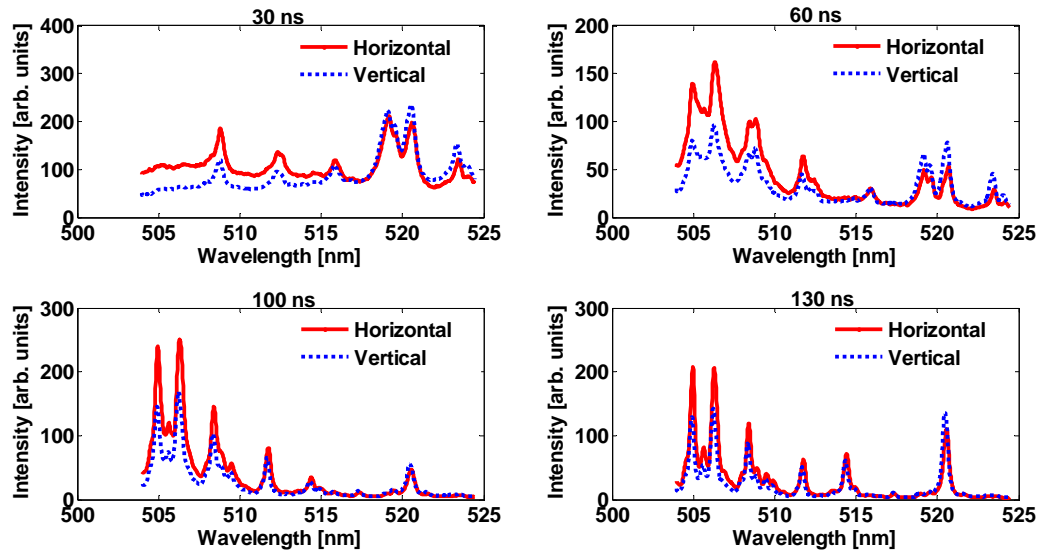 30 ns
400
300
200
100
0
500 505 510 515 520 525
Wavelength [nm]
Intensity [arb. units]
Horizontal
Vertical
60 ns
200
150
100
50
0
500 505 510 515 520 525
Wavelength [nm]
Intensity [arb. units]
Horizontal
Vertical
100 ns
300
200
100
0
500 505 510 515 520 525
Wavelength [nm]
Intensity [arb. units]
Horizontal
Vertical
130 ns
300
200
100
0
500 505 510 515 520 525
Wavelength [nm]
Intensity [arb. units]
Horizontal
Vertical